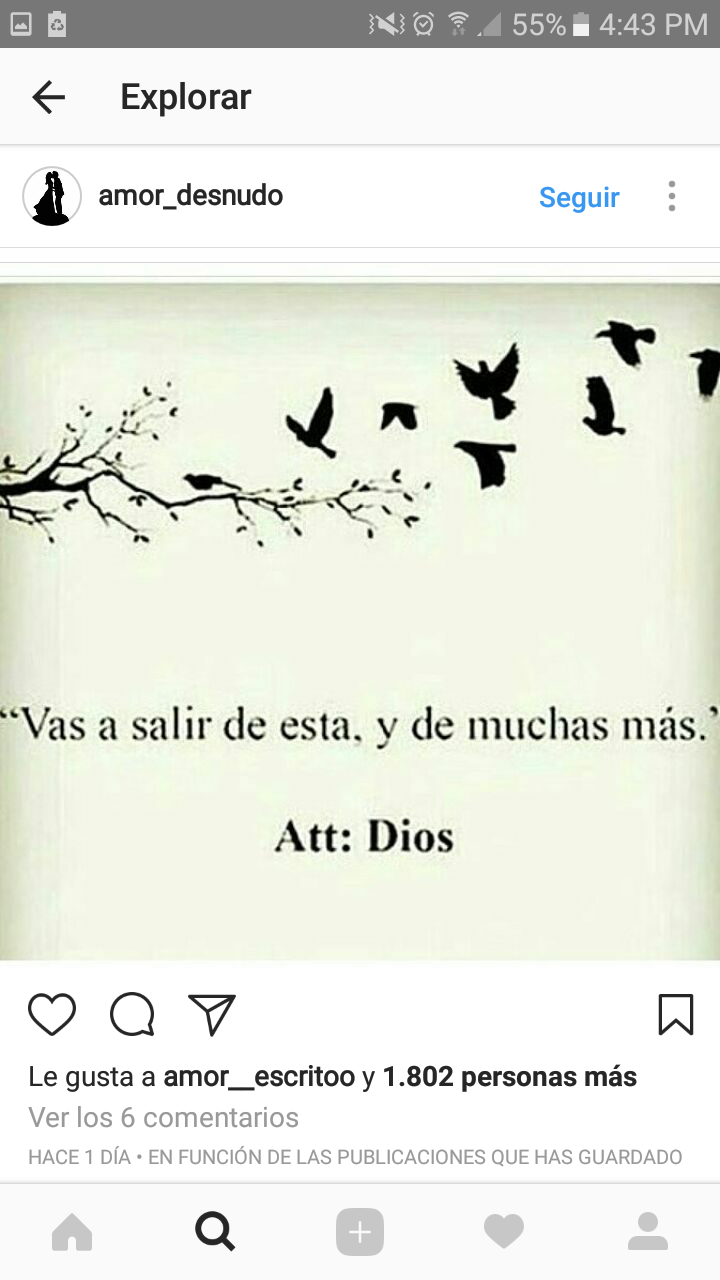 55% 4:43 PM
Explorar
amor_desnudo Seguir
“Vas a salir de esta, y de muchas más.’
Att: Dios
Le gusta a amor__escritoo y 1.802 personas más
Ver los 6 comentarios
HACE 1 DÍA • EN FUNCIÓN DE LAS PUBLICACIONES QUE HAS GUARDADO